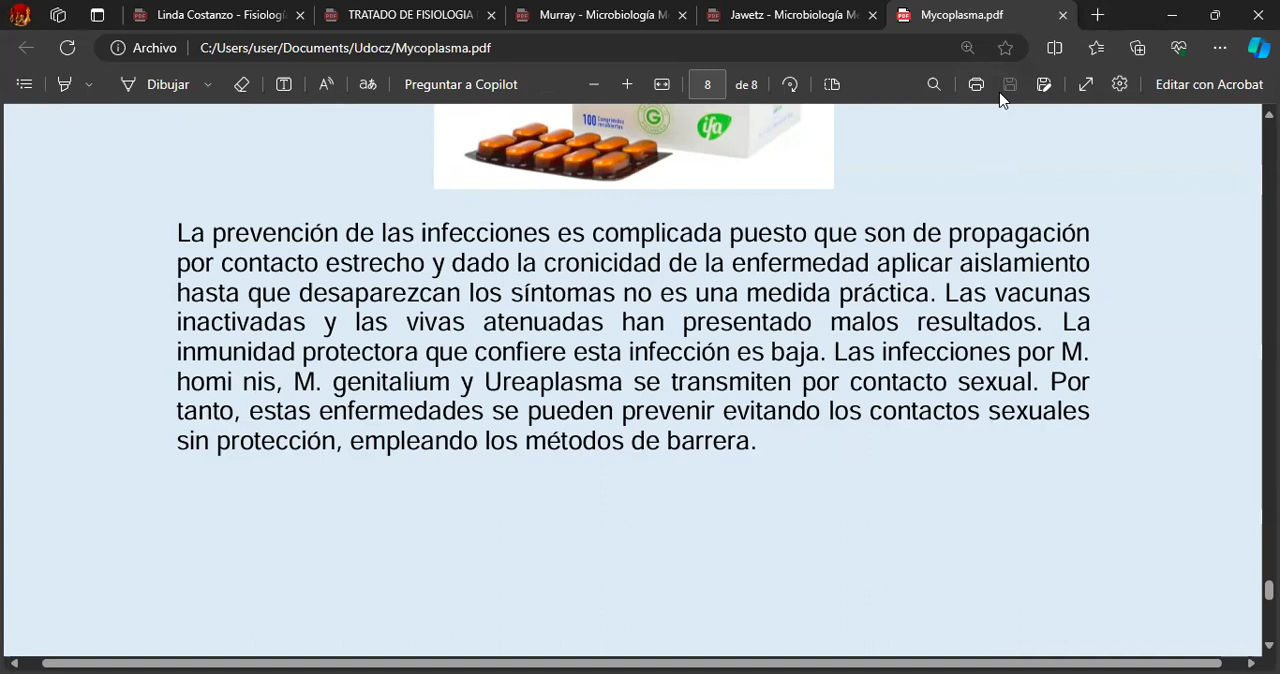 Linda Costanzo - Fisiologí
TRATADO DE FISIOLOGIA
Murray - Microbiología M
Jawetz - Microbiología Me
Mycoplasma.pdf
Archivo
C:/Users/user/Documents/Udocz/Mycoplasma.pdf
Dibujar
Preguntar a Copilot
8
de 8
Editar con Acrobat
100 Comprimidos
G
ifa
La prevención de las infecciones es complicada puesto que son de propagación
por contacto estrecho y dado la cronicidad de la enfermedad aplicar aislamiento
hasta que desaparezcan los síntomas no es una medida práctica. Las vacunas
inactivadas y las vivas atenuadas han presentado malos resultados. La
inmunidad protectora que confiere esta infección es baja. Las infecciones por M.
homi nis, M. genitalium y Ureaplasma se transmiten por contacto sexual. Por
tanto, estas enfermedades se pueden prevenir evitando los contactos sexuales
sin protección, empleando los métodos de barrera.